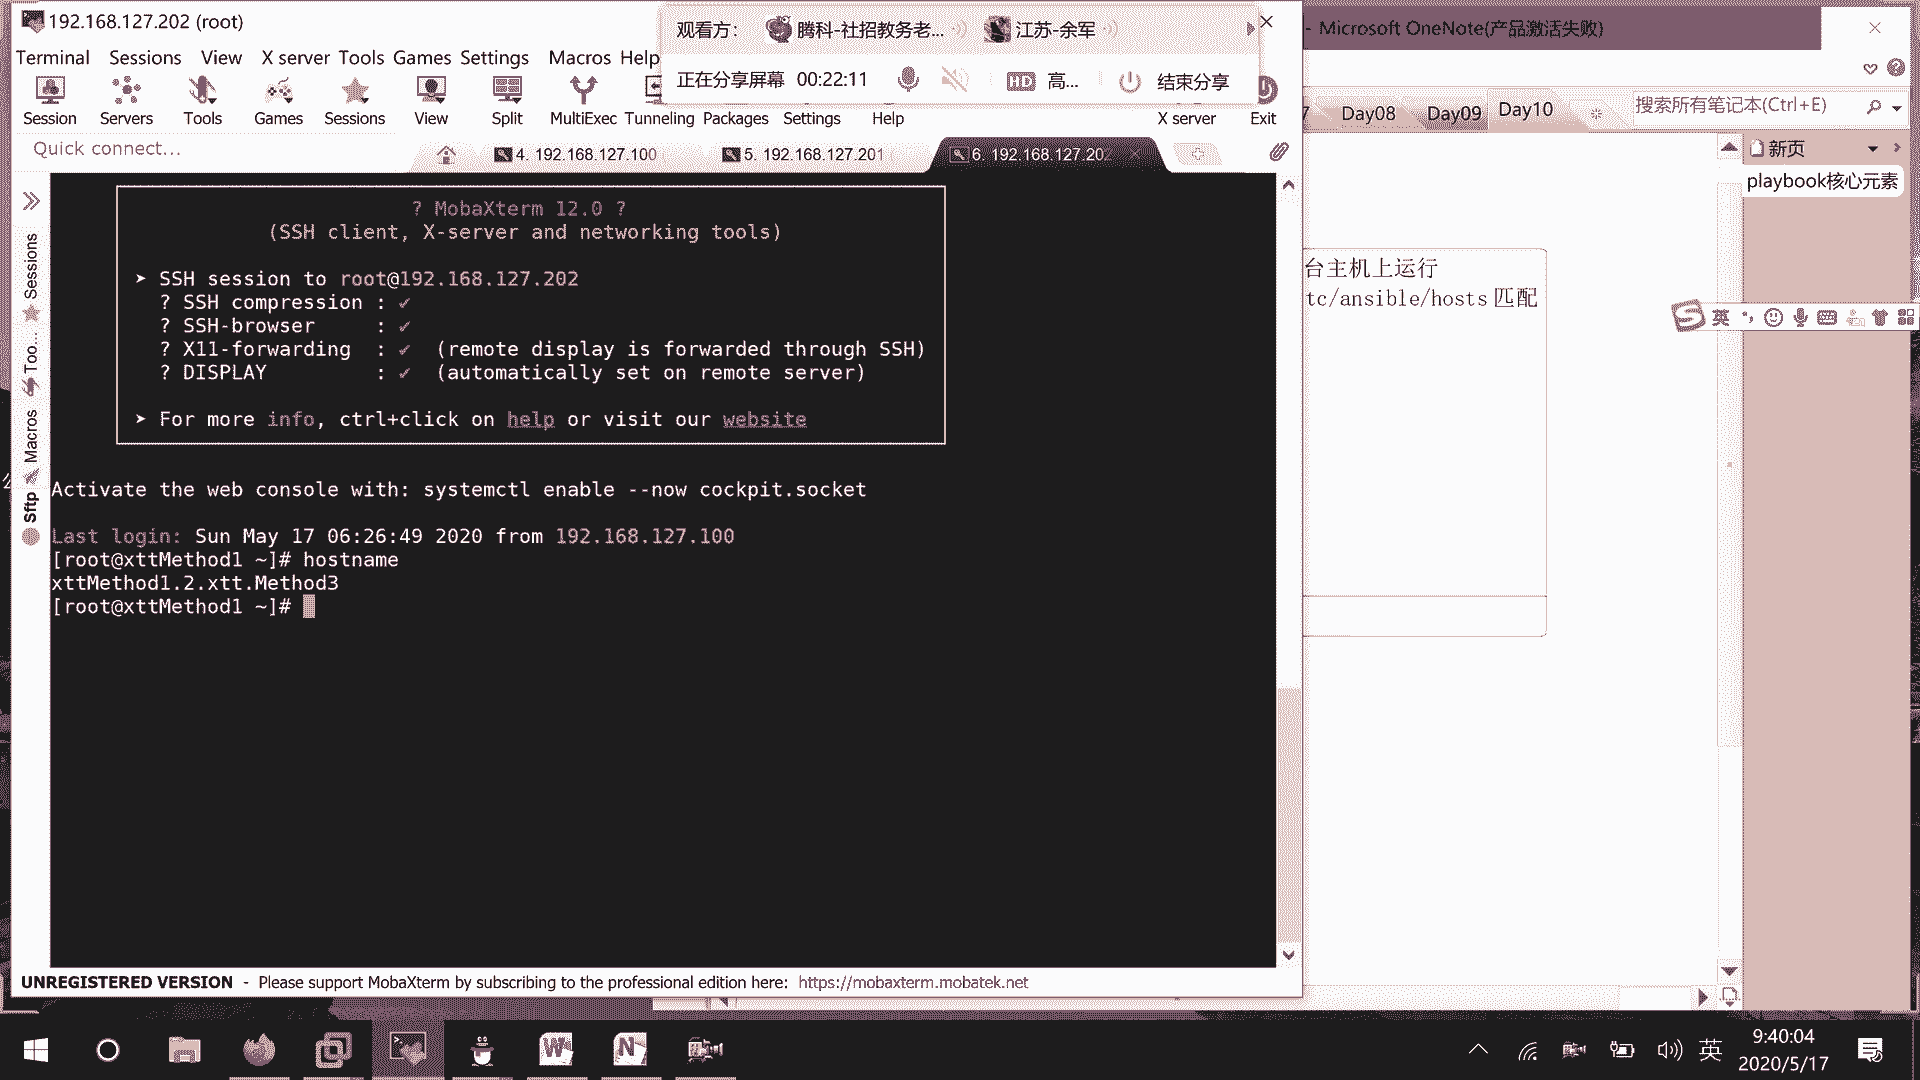 192.168.127.202 (root)
观看方：
腾科-社招教务老...
江苏-余军
- Microsoft OneNote(产品激活失败)
Terminal Sessions View X server Tools Games Settings Macros Help
正在分享屏幕 00:22:11
HD 高... 结束分享
Session Servers Tools Games Sessions View Split MultiExec Tunneling Packages Settings Help
X server Exit
7 Day08 Day09 Day10
搜索所有笔记本(Ctrl+E)
Quick connect...
4. 192.168.127.100
5. 192.168.127.201
6. 192.168.127.202
新页
playbook核心元素
Sessions
Too...
Macros
Sftp
? MobaXterm 12.0 ?
(SSH client, X-server and networking tools)
➤ SSH session to root@192.168.127.202
? SSH compression : ✔
? SSH-browser : ✔
? X11-forwarding : ✔ (remote display is forwarded through SSH)
? DISPLAY : ✔ (automatically set on remote server)
➤ For more info, ctrl+click on help or visit our website
Activate the web console with: systemctl enable --now cockpit.socket
Last login: Sun May 17 06:26:49 2020 from 192.168.127.100
[root@xttMethod1 ~]# hostname
xttMethod1.2.xtt.Method3
[root@xttMethod1 ~]#
台主机上运行
tc/ansible/hosts 匹配
英
UNREGISTERED VERSION - Please support MobaXterm by subscribing to the professional edition here: https://mobaxterm.mobatek.net
英
9:40:04
2020/5/17